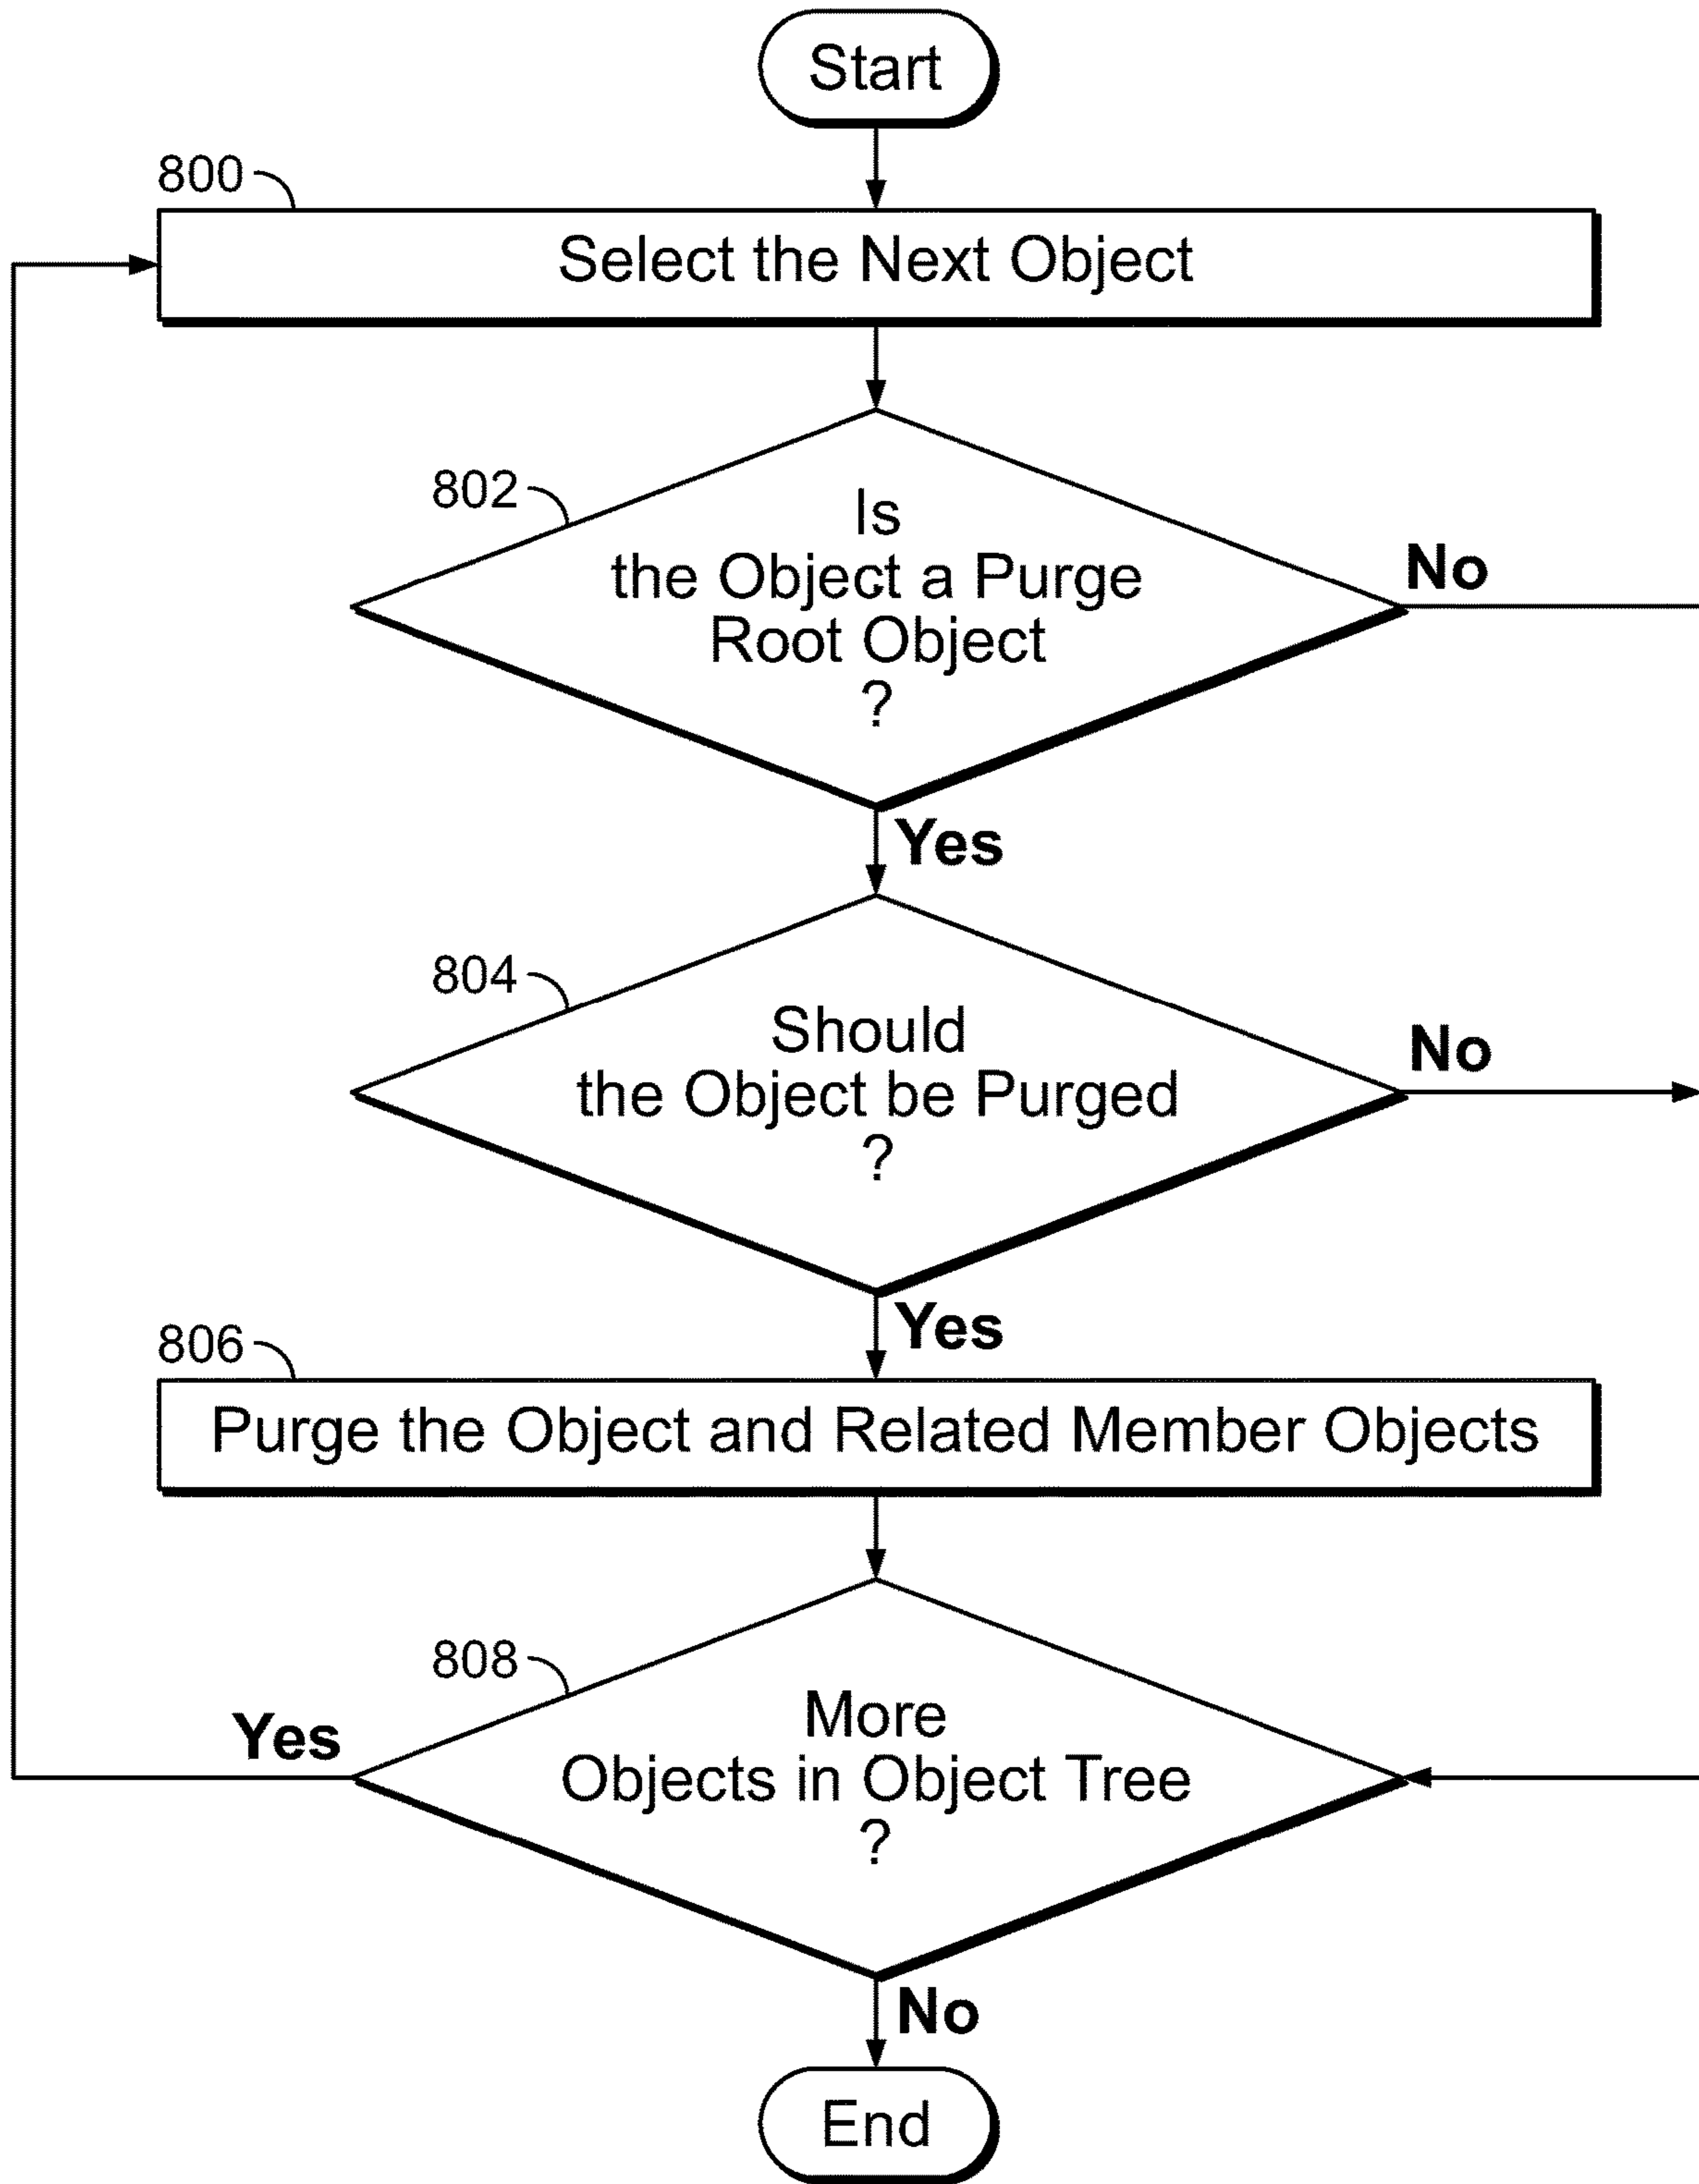 Start
800
Select the Next Object
802
Is
the Object a Purge
Root Object
?
No
Yes
804
Should
the Object be Purged
?
No
Yes
806
Purge the Object and Related Member Objects
808
More
Objects in Object Tree
?
Yes
No
End